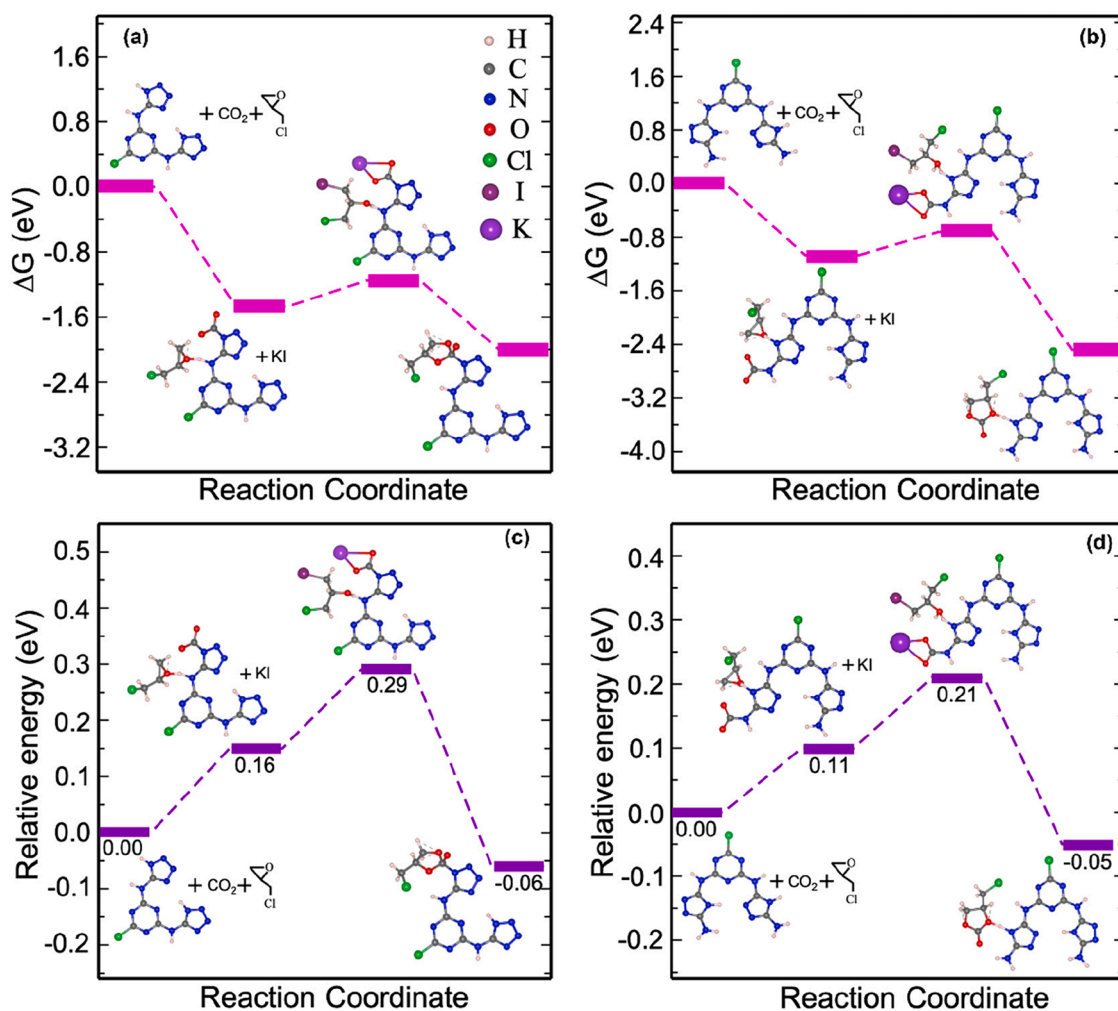 (a)
H
C
N
O
Cl
I
K
+ CO2 +
O
Cl
+ KI
1.6
0.8
0.0
-0.8
-1.6
-2.4
-3.2
ΔG (eV)
Reaction Coordinate
(b)
+ CO2 +
O
Cl
+ KI
2.4
1.6
0.8
0.0
-0.8
-1.6
-2.4
-3.2
-4.0
ΔG (eV)
Reaction Coordinate
(c)
0.5
0.4
0.3
0.2
0.1
0.0
-0.1
-0.2
Relative energy (eV)
+ KI
0.29
0.16
0.00
-0.06
+ CO2 +
O
Cl
Reaction Coordinate
(d)
0.4
0.3
0.2
0.1
0.0
-0.1
-0.2
Relative energy (eV)
+ KI
0.21
0.11
0.00
-0.05
+ CO2 +
O
Cl
Reaction Coordinate